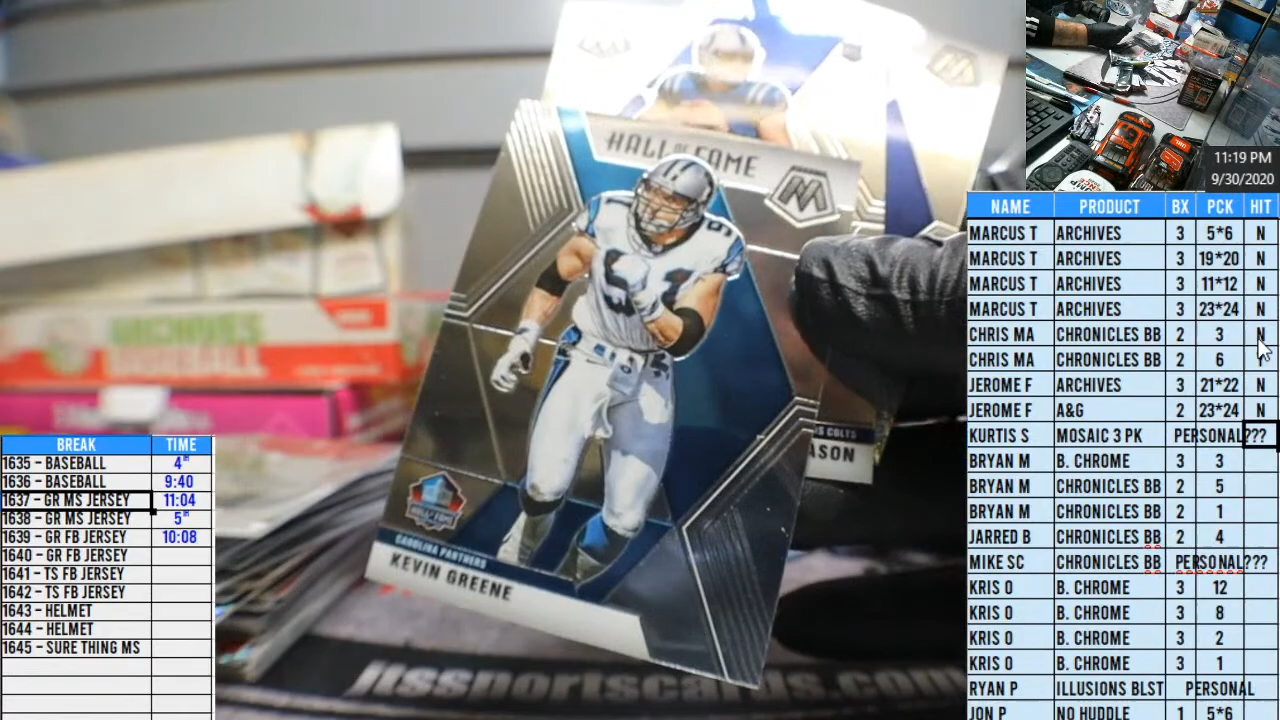 HALL OF FAME
M
91
CAROLINA PANTHERS
KEVIN GREENE
COLTS
ASON
ARCHIVES
BASEBALL
jtssportscards.com
11:19 PM
9/30/2020
NAME PRODUCT BX PCK HIT
MARCUS T ARCHIVES 3 5*6 N
MARCUS T ARCHIVES 3 19*20 N
MARCUS T ARCHIVES 3 11*12 N
MARCUS T ARCHIVES 3 23*24 N
CHRIS MA CHRONICLES BB 2 3 N
CHRIS MA CHRONICLES BB 2 6
JEROME F ARCHIVES 3 21*22 N
JEROME F A&G 2 23*24 N
KURTIS S MOSAIC 3 PK PERSONAL???
BRYAN M B. CHROME 3 3
BRYAN M CHRONICLES BB 2 5
BRYAN M CHRONICLES BB 2 1
JARRED B CHRONICLES BB 2 4
MIKE SC CHRONICLES BB PERSONAL???
KRIS O B. CHROME 3 12
KRIS O B. CHROME 3 8
KRIS O B. CHROME 3 2
KRIS O B. CHROME 3 1
RYAN P ILLUSIONS BLST PERSONAL
JON P NO HUDDLE 1 5*6
BREAK TIME
1635 - BASEBALL 4th
1636 - BASEBALL 9:40
1637 - GR MS JERSEY 11:04
1638 - GR MS JERSEY 5th
1639 - GR FB JERSEY 10:08
1640 - GR FB JERSEY
1641 - TS FB JERSEY
1642 - TS FB JERSEY
1643 - HELMET
1644 - HELMET
1645 - SURE THING MS